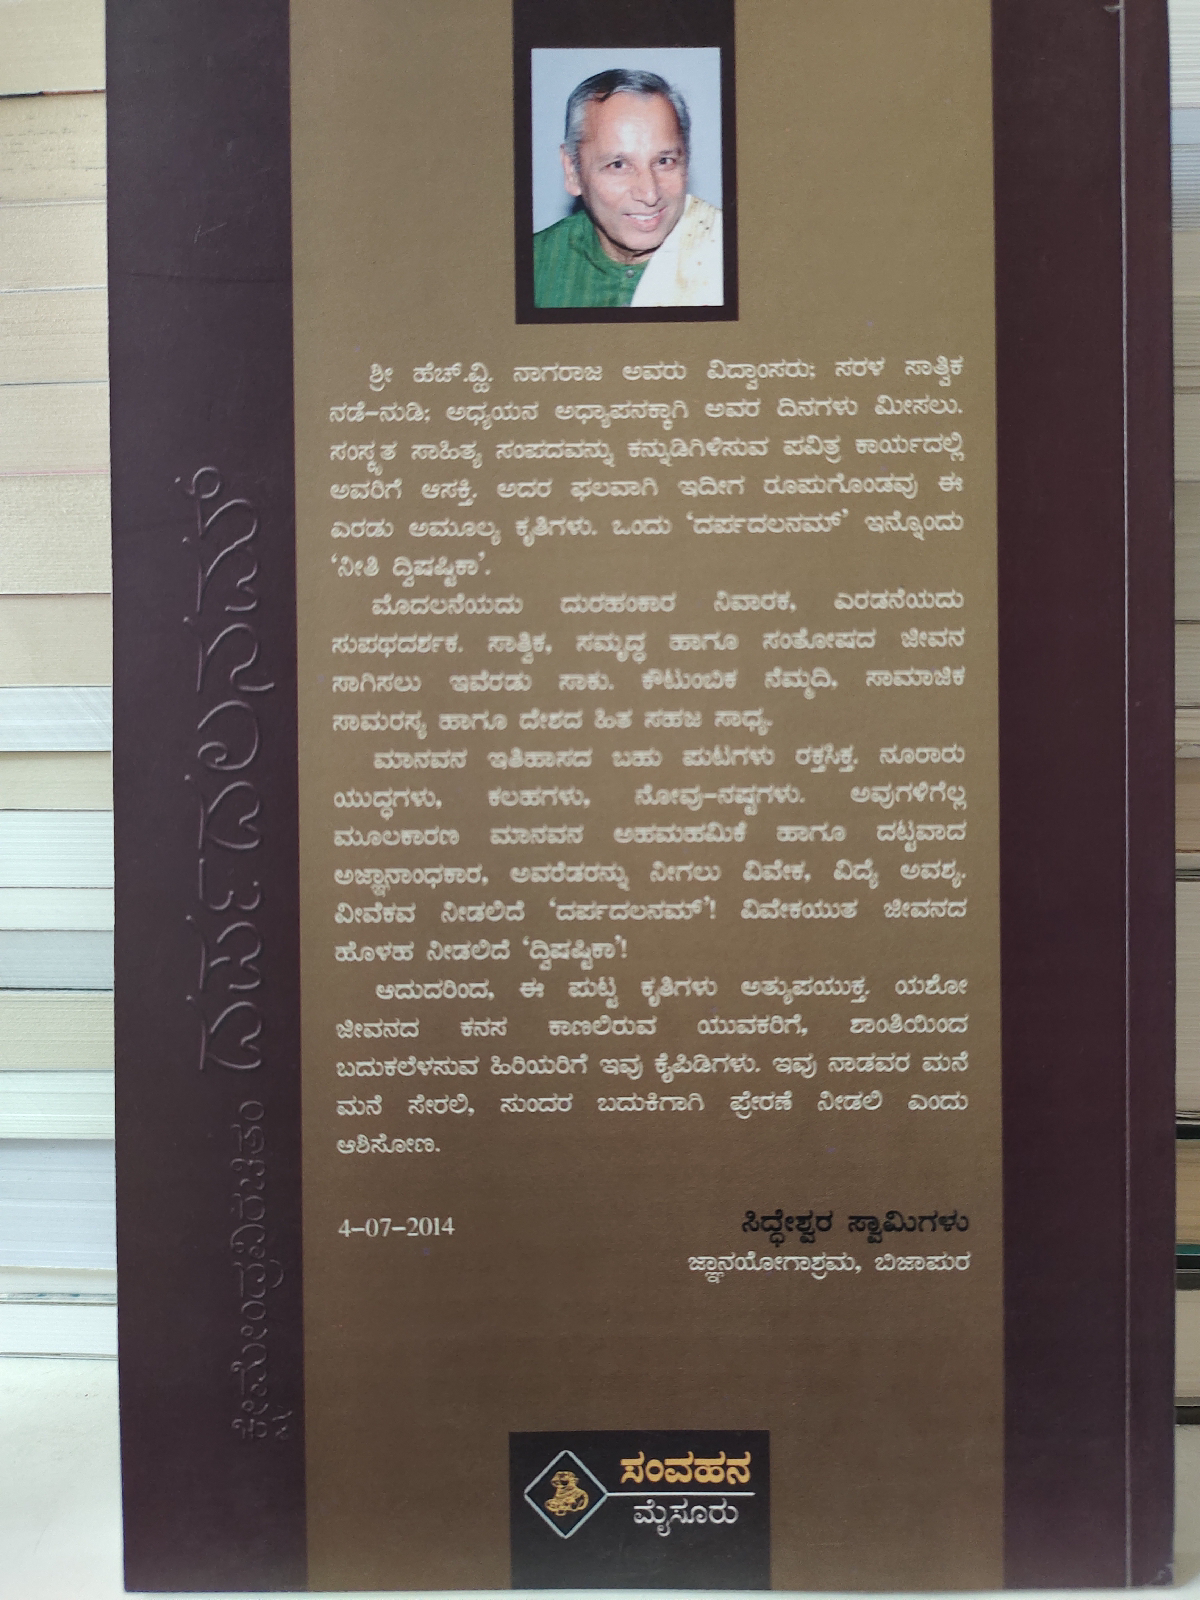 ಶ್ರೀ ಹೆಚ್.ವ್ಹಿ. ನಾಗರಾಜ ಅವರು ವಿದ್ವಾಂಸರು; ಸರಳ ಸಾತ್ವಿಕ
ನಡೆ-ನುಡಿ; ಅಧ್ಯಯನ ಅಧ್ಯಾಪನಕ್ಕಾಗಿ ಅವರ ದಿನಗಳು ಮೀಸಲು.
ಸಂಸ್ಕೃತ ಸಾಹಿತ್ಯ ಸಂಪದವನ್ನು ಕನ್ನುಡಿಗಿಳಿಸುವ ಪವಿತ್ರ ಕಾರ್ಯದಲ್ಲಿ
ಅವರಿಗೆ ಆಸಕ್ತಿ. ಅದರ ಫಲವಾಗಿ ಇದೀಗ ರೂಪುಗೊಂಡವು ಈ
ಎರಡು ಅಮೂಲ್ಯ ಕೃತಿಗಳು. ಒಂದು ‘ದರ್ಪದಲನಮ್’ ಇನ್ನೊಂದು
‘ನೀತಿ ದ್ವಿಷಷ್ಟಿಕಾ’.
ಮೊದಲನೆಯದು ದುರಹಂಕಾರ ನಿವಾರಕ, ಎರಡನೆಯದು
ಸುಪಥದರ್ಶಕ. ಸಾತ್ವಿಕ, ಸಮೃದ್ಧ ಹಾಗೂ ಸಂತೋಷದ ಜೀವನ
ಸಾಗಿಸಲು ಇವೆರಡು ಸಾಕು. ಕೌಟುಂಬಿಕ ನೆಮ್ಮದಿ, ಸಾಮಾಜಿಕ
ಸಾಮರಸ್ಯ ಹಾಗೂ ದೇಶದ ಹಿತ ಸಹಜ ಸಾಧ್ಯ.
ಮಾನವನ ಇತಿಹಾಸದ ಬಹು ಪುಟಗಳು ರಕ್ತಸಿಕ್ತ. ನೂರಾರು
ಯುದ್ಧಗಳು, ಕಲಹಗಳು, ನೋವು-ನಷ್ಟಗಳು. ಅವುಗಳಿಗೆಲ್ಲ
ಮೂಲಕಾರಣ ಮಾನವನ ಅಹಮಹಮಿಕೆ ಹಾಗೂ ದಟ್ಟವಾದ
ಅಜ್ಞಾನಾಂಧಕಾರ, ಅವರೆಡರನ್ನು ನೀಗಲು ವಿವೇಕ, ವಿದ್ಯೆ ಅವಶ್ಯ.
ವೀವೆಕವ ನೀಡಲಿದೆ ‘ದರ್ಪದಲನಮ್’! ವಿವೇಕಯುತ ಜೀವನದ
ಹೊಳಹ ನೀಡಲಿದೆ ‘ದ್ವಿಷಷ್ಟಿಕಾ’!
ಆದುದರಿಂದ, ಈ ಪುಟ್ಟ ಕೃತಿಗಳು ಅತ್ಯುಪಯುಕ್ತ. ಯಶೋ
ಜೀವನದ ಕನಸ ಕಾಣಲಿರುವ ಯುವಕರಿಗೆ, ಶಾಂತಿಯಿಂದ
ಬದುಕಲೆಳಸುವ ಹಿರಿಯರಿಗೆ ಇವು ಕೈಪಿಡಿಗಳು. ಇವು ನಾಡವರ ಮನೆ
ಮನೆ ಸೇರಲಿ, ಸುಂದರ ಬದುಕಿಗಾಗಿ ಪ್ರೇರಣೆ ನೀಡಲಿ ಎಂದು
ಆಶಿಸೋಣ.
4-07-2014
ಸಿದ್ಧೇಶ್ವರ ಸ್ವಾಮಿಗಳು
ಜ್ಞಾನಯೋಗಾಶ್ರಮ, ಬಿಜಾಪುರ
ಕ್ಷೇಮೇಂದ್ರವಿರಚಿತಂ ದರ್ಪದಲನಮ್
ಸಂವಹನ
ಮೈಸೂರು